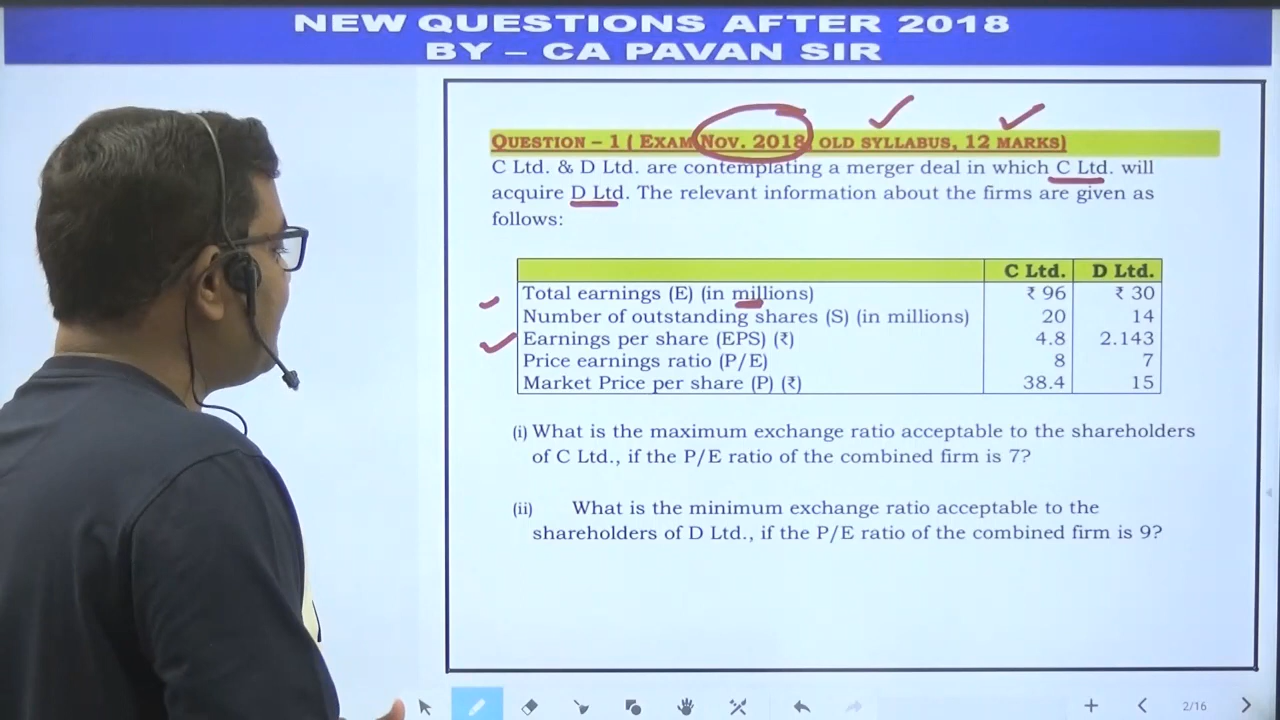 NEW QUESTIONS AFTER 2018
BY – CA PAVAN SIR
QUESTION – 1 ( EXAM NOV. 2018 OLD SYLLABUS, 12 MARKS)
C Ltd. & D Ltd. are contemplating a merger deal in which C Ltd. will
acquire D Ltd. The relevant information about the firms are given as
follows:
C Ltd. D Ltd.
Total earnings (E) (in millions) ₹ 96 ₹ 30
Number of outstanding shares (S) (in millions) 20 14
Earnings per share (EPS) (₹) 4.8 2.143
Price earnings ratio (P/E) 8 7
Market Price per share (P) (₹) 38.4 15
(i) What is the maximum exchange ratio acceptable to the shareholders
of C Ltd., if the P/E ratio of the combined firm is 7?
(ii) What is the minimum exchange ratio acceptable to the
shareholders of D Ltd., if the P/E ratio of the combined firm is 9?
2/16